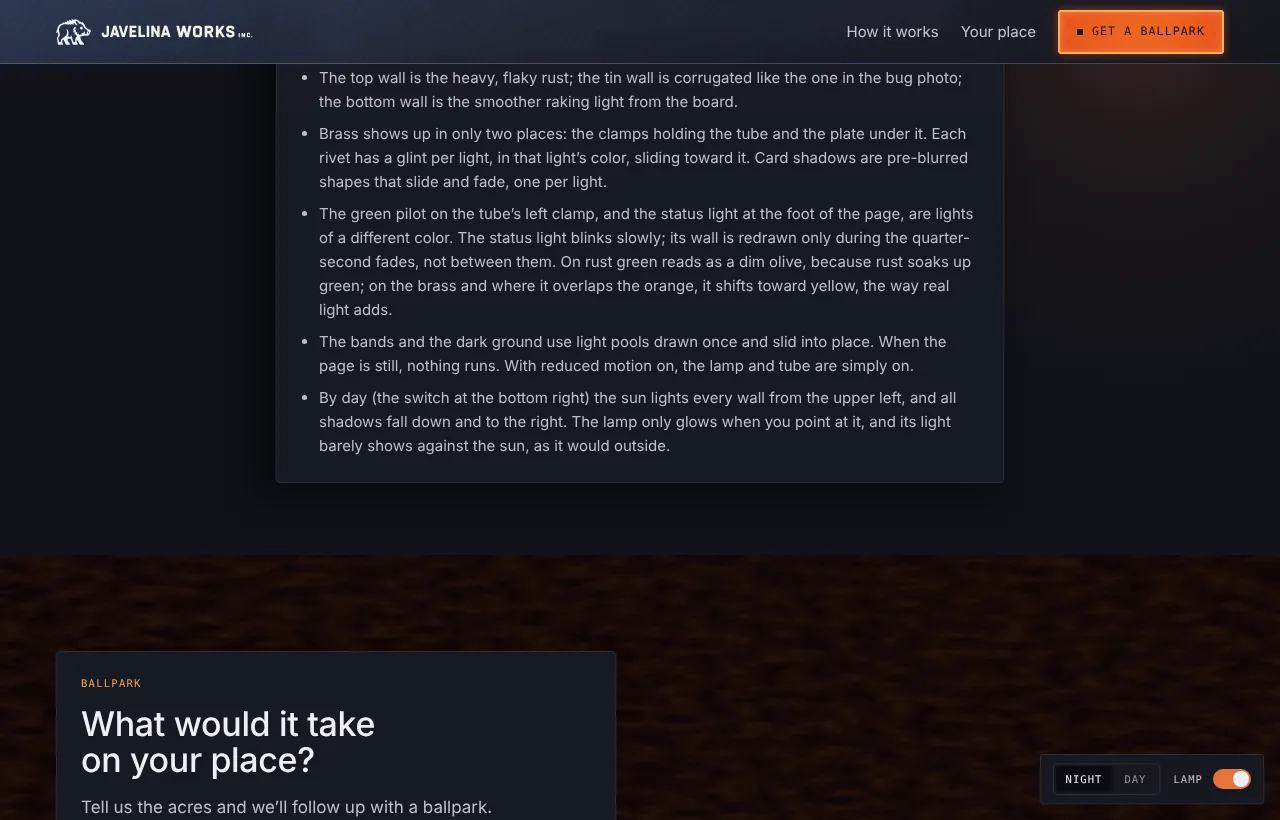 JAVELINA WORKS INC.
How it works
Your place
GET A BALLPARK
• The top wall is the heavy, flaky rust; the tin wall is corrugated like the one in the bug photo;
the bottom wall is the smoother raking light from the board.
• Brass shows up in only two places: the clamps holding the tube and the plate under it. Each
rivet has a glint per light, in that light’s color, sliding toward it. Card shadows are pre-blurred
shapes that slide and fade, one per light.
• The green pilot on the tube’s left clamp, and the status light at the foot of the page, are lights
of a different color. The status light blinks slowly; its wall is redrawn only during the quarter-
second fades, not between them. On rust green reads as a dim olive, because rust soaks up
green; on the brass and where it overlaps the orange, it shifts toward yellow, the way real
light adds.
• The bands and the dark ground use light pools drawn once and slid into place. When the
page is still, nothing runs. With reduced motion on, the lamp and tube are simply on.
• By day (the switch at the bottom right) the sun lights every wall from the upper left, and all
shadows fall down and to the right. The lamp only glows when you point at it, and its light
barely shows against the sun, as it would outside.
BALLPARK
What would it take
on your place?
Tell us the acres and we’ll follow up with a ballpark.
NIGHT
DAY
LAMP